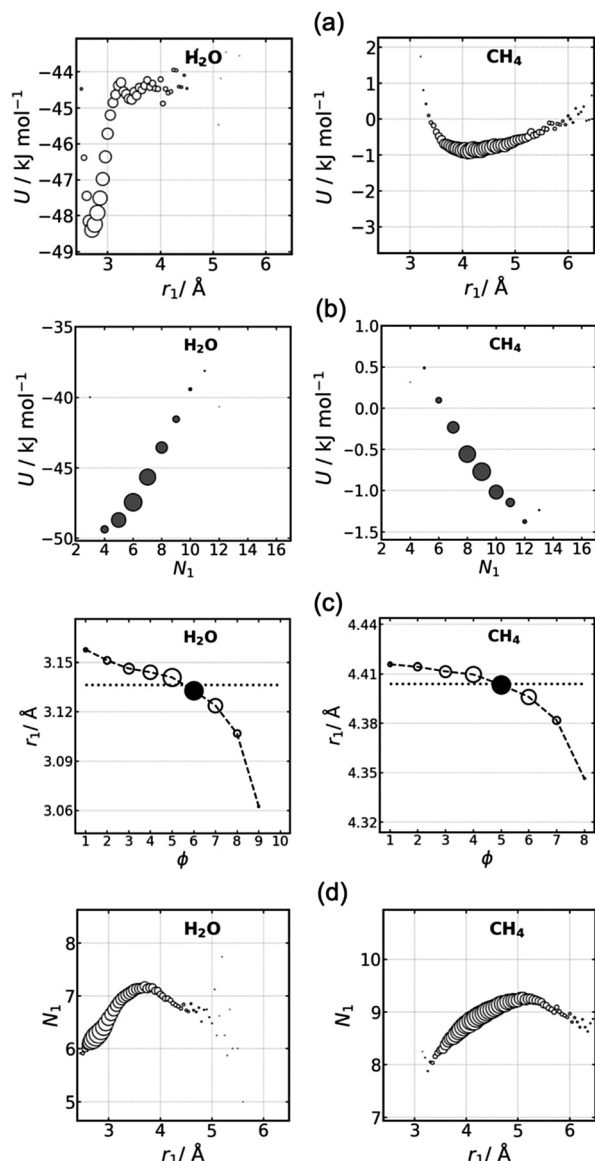 (a)
H₂O
−44
−45
−46
−47
−48
−49
3 4 5 6
U / kJ mol⁻¹
r₁/ Å
CH₄
2
1
0
−1
−2
−3
3 4 5 6
U / kJ mol⁻¹
r₁/ Å
(b)
H₂O
−35
−40
−45
−50
2 4 6 8 10 12 14 16
U / kJ mol⁻¹
N₁
CH₄
1.0
0.5
0.0
−0.5
−1.0
−1.5
2 4 6 8 10 12 14 16
U / kJ mol⁻¹
N₁
(c)
H₂O
3.15
3.12
3.09
3.06
1 2 3 4 5 6 7 8 9 10
r₁/ Å
ϕ
CH₄
4.44
4.41
4.38
4.35
4.32
1 2 3 4 5 6 7 8
r₁/ Å
ϕ
(d)
H₂O
8
7
6
5
3 4 5 6
N₁
r₁/ Å
CH₄
10
9
8
7
3 4 5 6
N₁
r₁/ Å